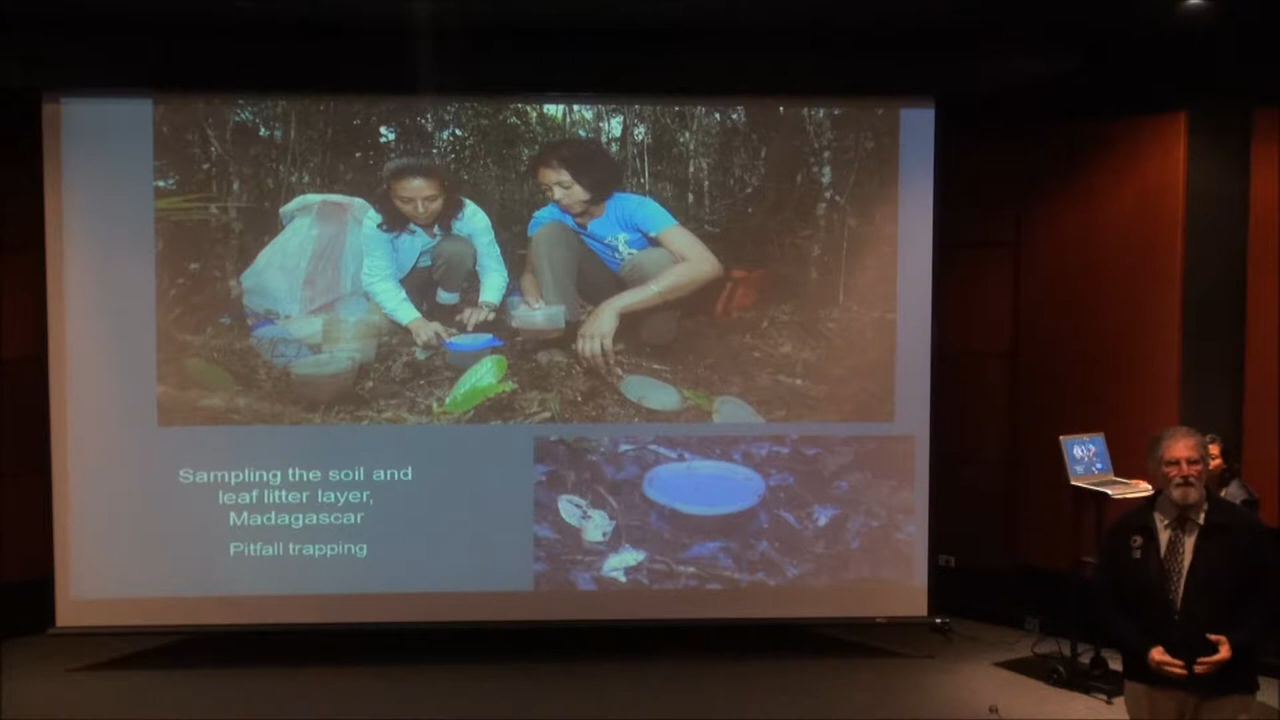 Sampling the soil and
leaf litter layer,
Madagascar
Pitfall trapping